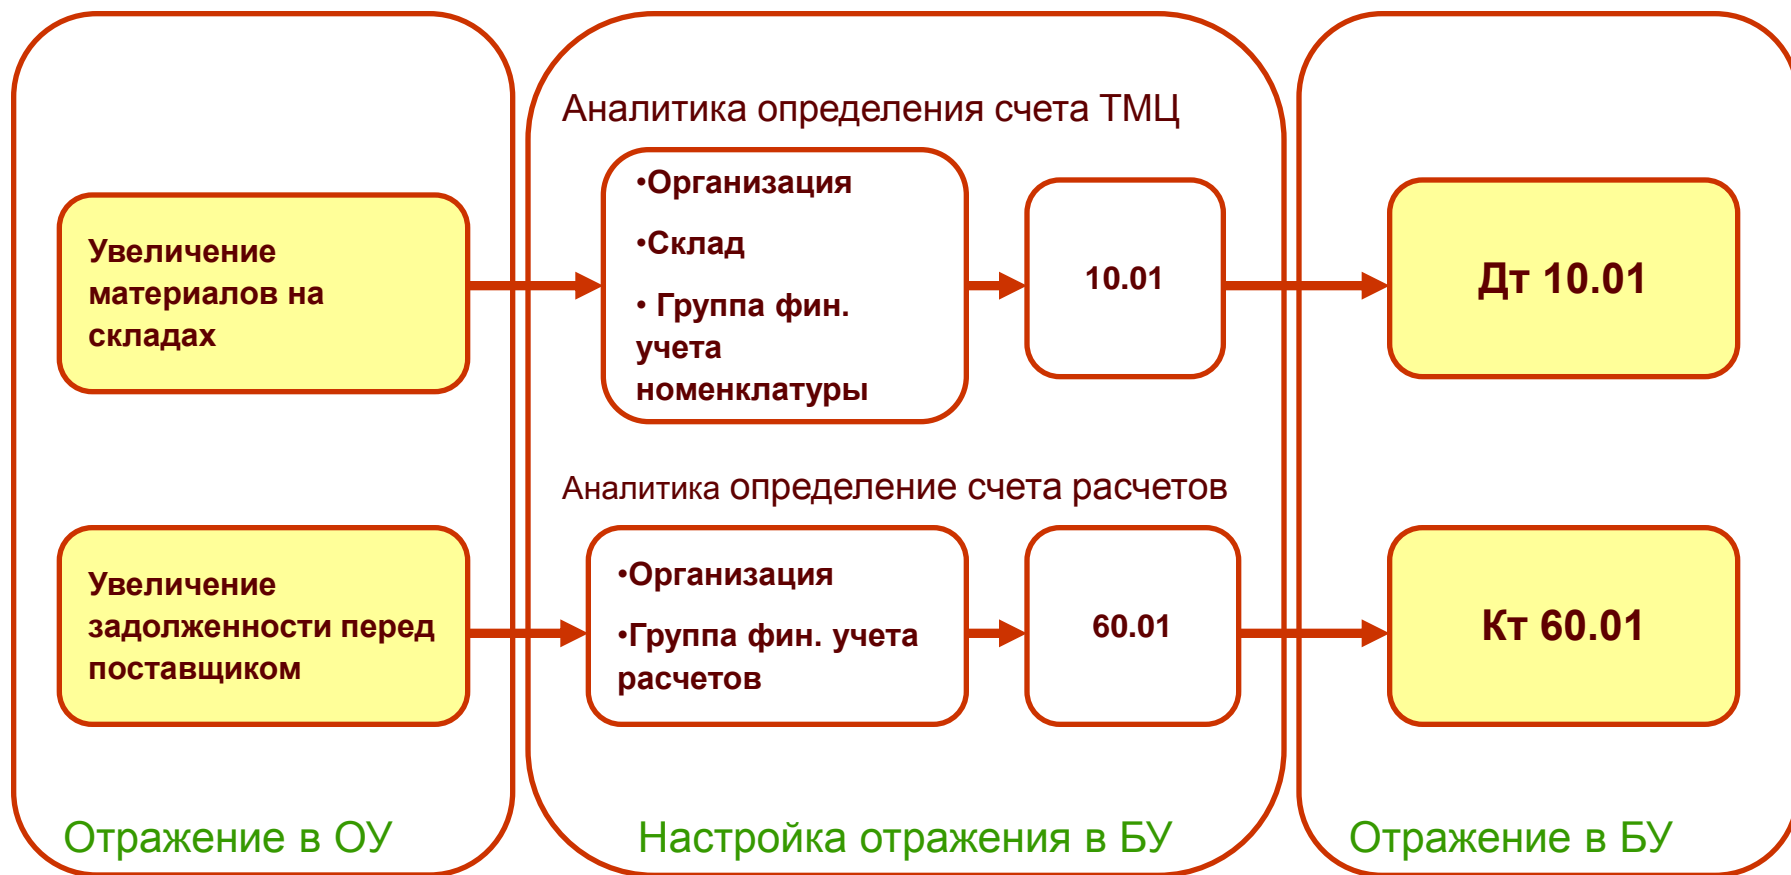 Аналитика определения счета ТМЦ
Увеличение
материалов на
складах
•Организация
•Склад
• Группа фин.
учета
номенклатуры
10.01
Дт 10.01
Аналитика определение счета расчетов
Увеличение
задолженности перед
поставщиком
•Организация
•Группа фин. учета
расчетов
60.01
Кт 60.01
Отражение в ОУ
Настройка отражения в БУ
Отражение в БУ